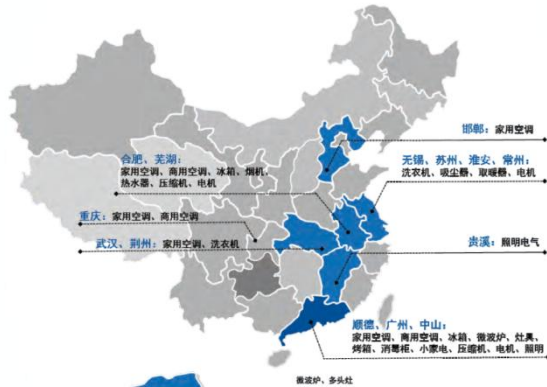 邯郸：家用空调
合肥、芜湖：
家用空调、商用空调、冰箱、烟机、
热水器、压缩机、电机
无锡、苏州、淮安、常州：
洗衣机、吸尘器、取暖器、电机
重庆：家用空调、商用空调
武汉、荆州：家用空调、洗衣机
贵溪：照明电气
顺德、广州、中山：
家用空调、商用空调、冰箱、微波炉、灶具、
烤箱、消毒柜、小家电、压缩机、电机、照明
微波炉、多头灶